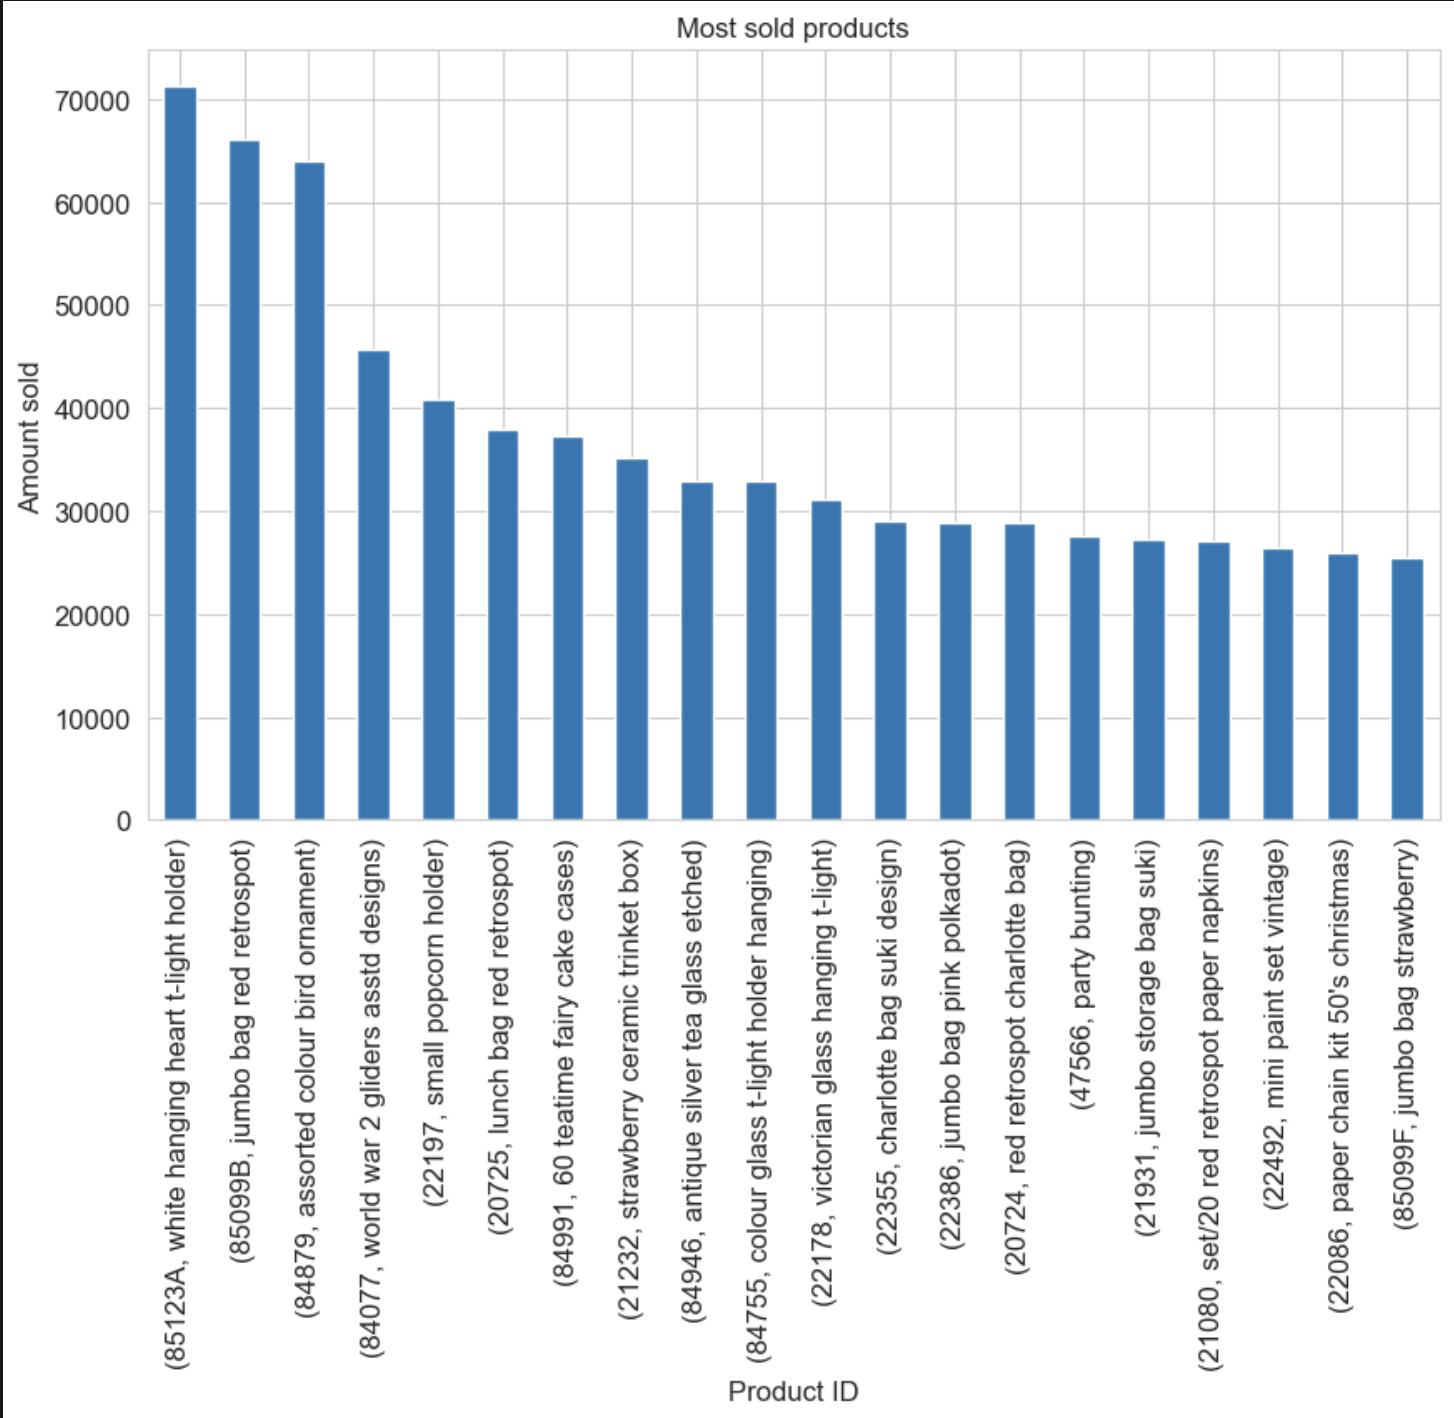 Most sold products
70000
60000
50000
40000
30000
20000
10000
0
Amount sold
(85123A, white hanging heart t-light holder)
(85099B, jumbo bag red retrospot)
(84879, assorted colour bird ornament)
(84077, world war 2 gliders asstd designs)
(22197, small popcorn holder)
(20725, lunch bag red retrospot)
(84991, 60 teatime fairy cake cases)
(21232, strawberry ceramic trinket box)
(84946, antique silver tea glass etched)
(84755, colour glass t-light holder hanging)
(22178, victorian glass hanging t-light)
(22355, charlotte bag suki design)
(22386, jumbo bag pink polkadot)
(20724, red retrospot charlotte bag)
(47566, party bunting)
(21931, jumbo storage bag suki)
(21080, set/20 red retrospot paper napkins)
(22492, mini paint set vintage)
(22086, paper chain kit 50's christmas)
(85099F, jumbo bag strawberry)
Product ID